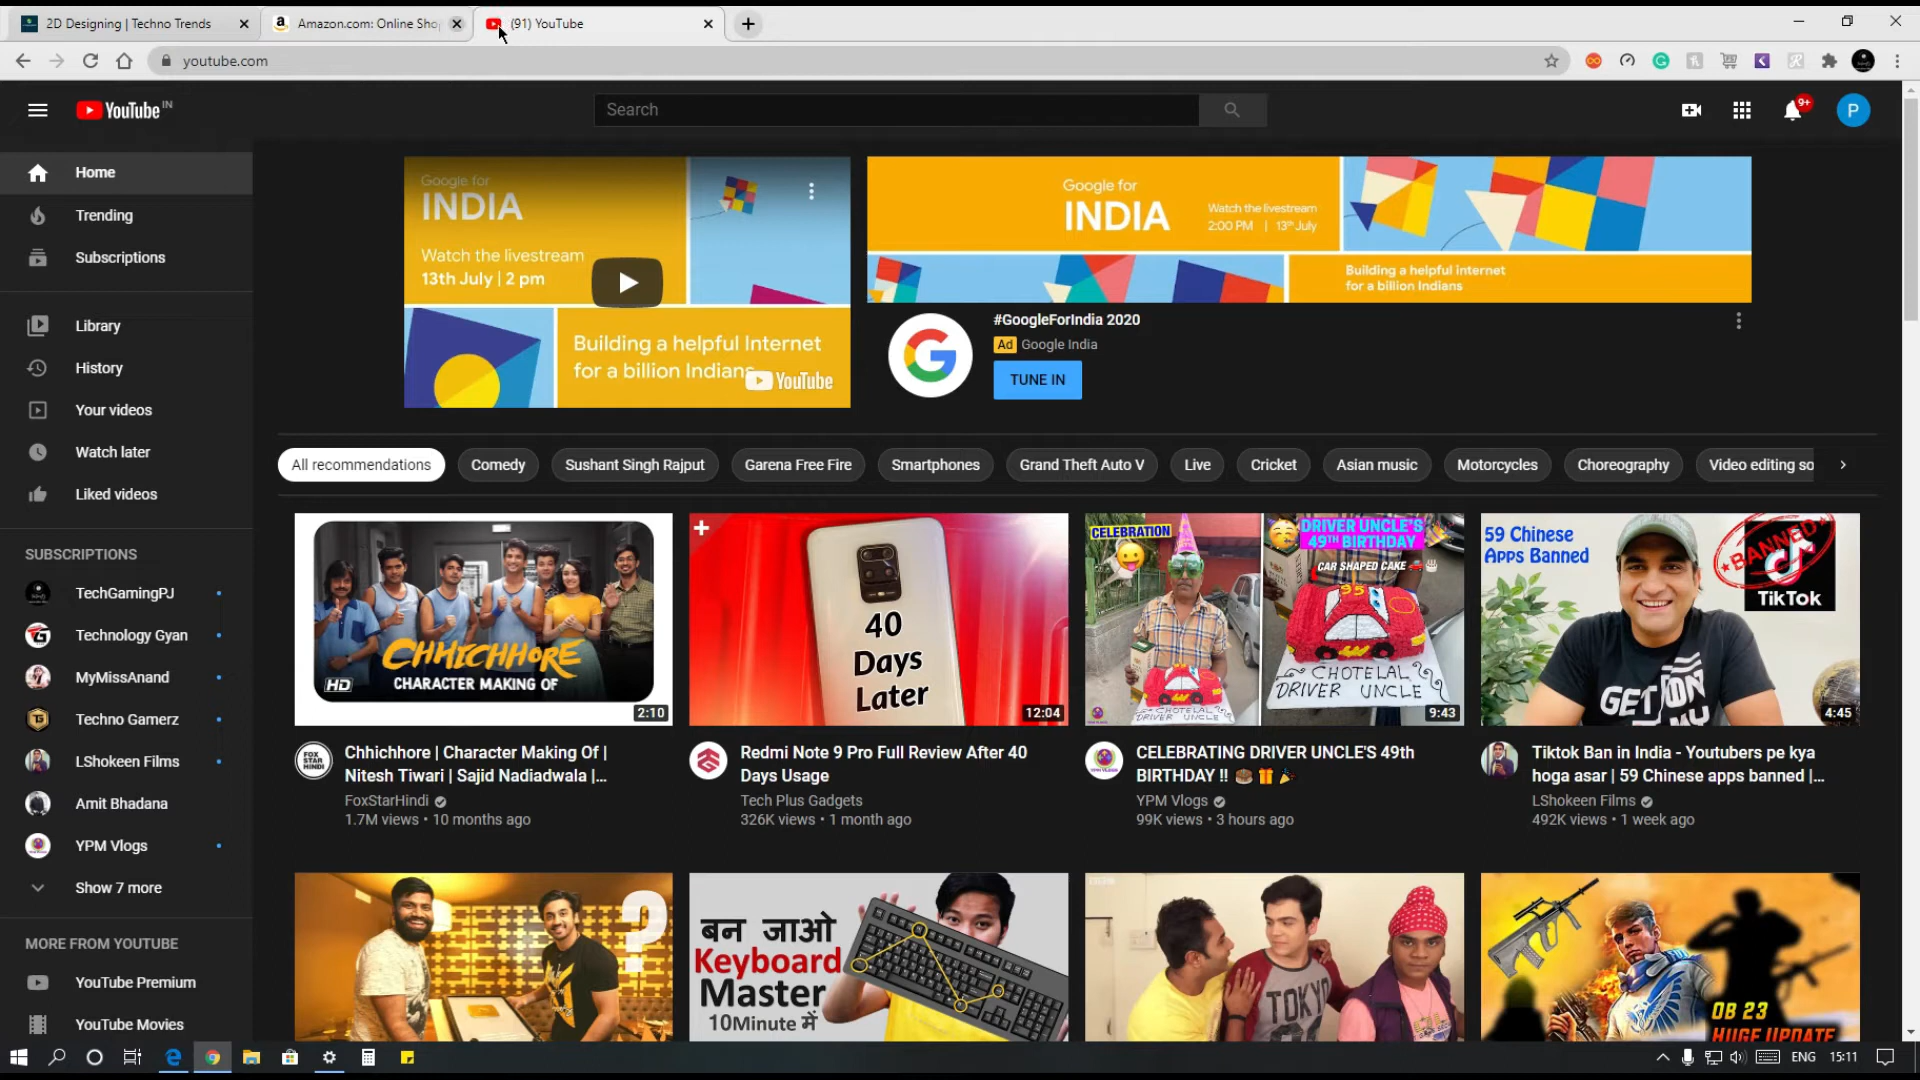 2D Designing | Techno Trends
Amazon.com: Online Sho
(91) YouTube
youtube.com
YouTube IN
Search
9+
P
Home
Trending
Subscriptions
Library
History
Your videos
Watch later
Liked videos
SUBSCRIPTIONS
TechGamingPJ
Technology Gyan
MyMissAnand
Techno Gamerz
LShokeen Films
Amit Bhadana
YPM Vlogs
Show 7 more
MORE FROM YOUTUBE
YouTube Premium
YouTube Movies
Google for
INDIA
Watch the livestream
13th July | 2 pm
Building a helpful Internet
for a billion Indians
YouTube
Google for
INDIA
Watch the livestream
2:00 PM | 13th July
Building a helpful internet
for a billion Indians
#GoogleForIndia 2020
Ad Google India
TUNE IN
All recommendations
Comedy
Sushant Singh Rajput
Garena Free Fire
Smartphones
Grand Theft Auto V
Live
Cricket
Asian music
Motorcycles
Choreography
Video editing so
CHHICHHORE
CHARACTER MAKING OF
HD
2:10
Chhichhore | Character Making Of |
Nitesh Tiwari | Sajid Nadiadwala |...
FoxStarHindi
1.7M views • 10 months ago
40
Days
Later
12:04
Redmi Note 9 Pro Full Review After 40
Days Usage
Tech Plus Gadgets
326K views • 1 month ago
CELEBRATION
DRIVER UNCLE'S
49TH BIRTHDAY
CAR SHAPED CAKE
CHOTELAL
DRIVER UNCLE
CHOTELAL
DRIVER UNCLE
9:43
CELEBRATING DRIVER UNCLE'S 49th
BIRTHDAY !! 🎂🎁🎉
YPM Vlogs
99K views • 3 hours ago
59 Chinese
Apps Banned
BANNED
TikTok
4:45
Tiktok Ban in India - Youtubers pe kya
hoga asar | 59 Chinese apps banned |...
LShokeen Films
492K views • 1 week ago
?
बन जाओ
Keyboard
Master
10Minute में
TOKYO
OB 23
HUGE UPDATE
ENG 15:11